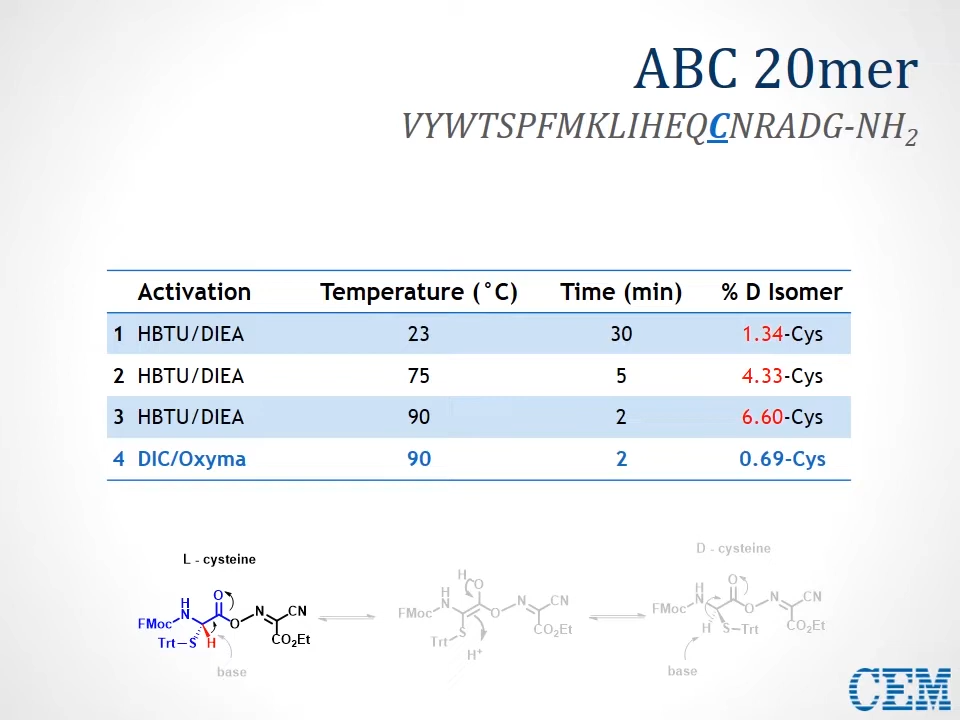 ABC 20mer
VYWTSPFMKLIHEQCNRADG-NH₂
Activation Temperature (°C) Time (min) % D Isomer
1 HBTU/DIEA 23 30 1.34-Cys
2 HBTU/DIEA 75 5 4.33-Cys
3 HBTU/DIEA 90 2 6.60-Cys
4 DIC/Oxyma 90 2 0.69-Cys
L - cysteine
D - cysteine
H N O FMoc O N CN CO₂Et Trt S H
base
H O H N FMoc O N CN CO₂Et S Trt H⁺
H N O FMoc O N CN CO₂Et H S Trt
base
CEM